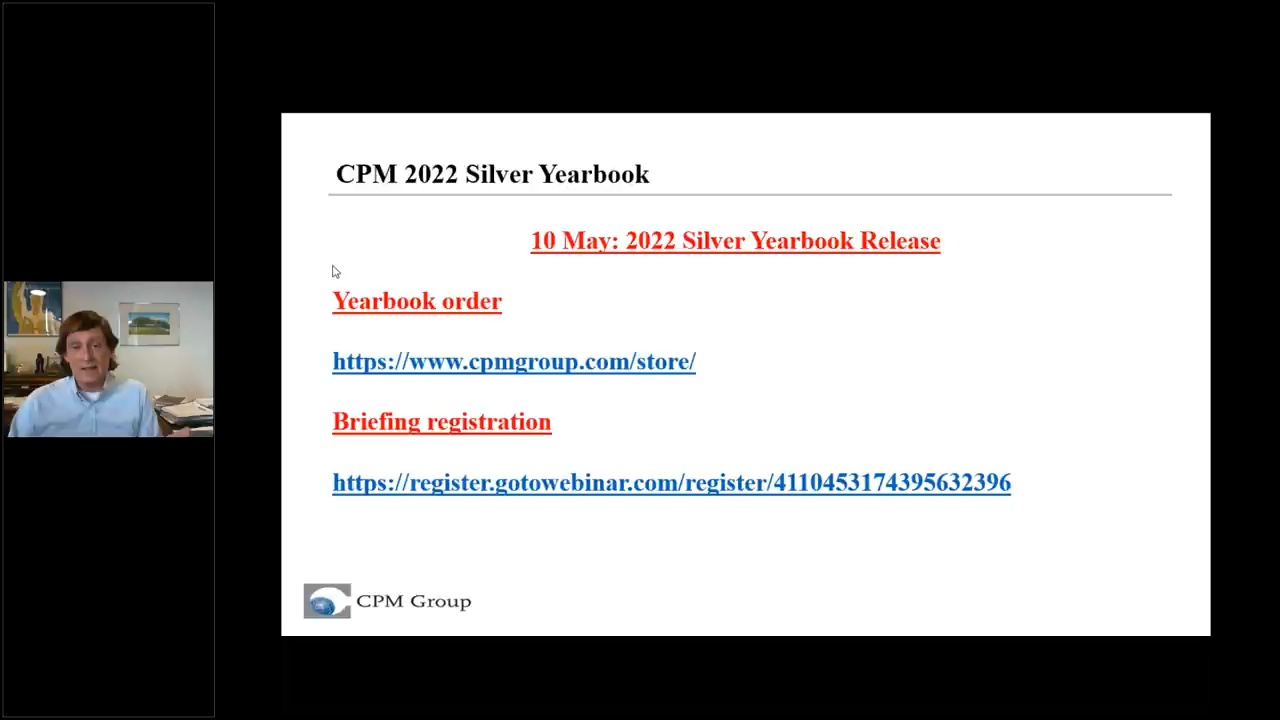 CPM 2022 Silver Yearbook
10 May: 2022 Silver Yearbook Release
Yearbook order
https://www.cpmgroup.com/store/
Briefing registration
https://register.gotowebinar.com/register/4110453174395632396
CPM Group